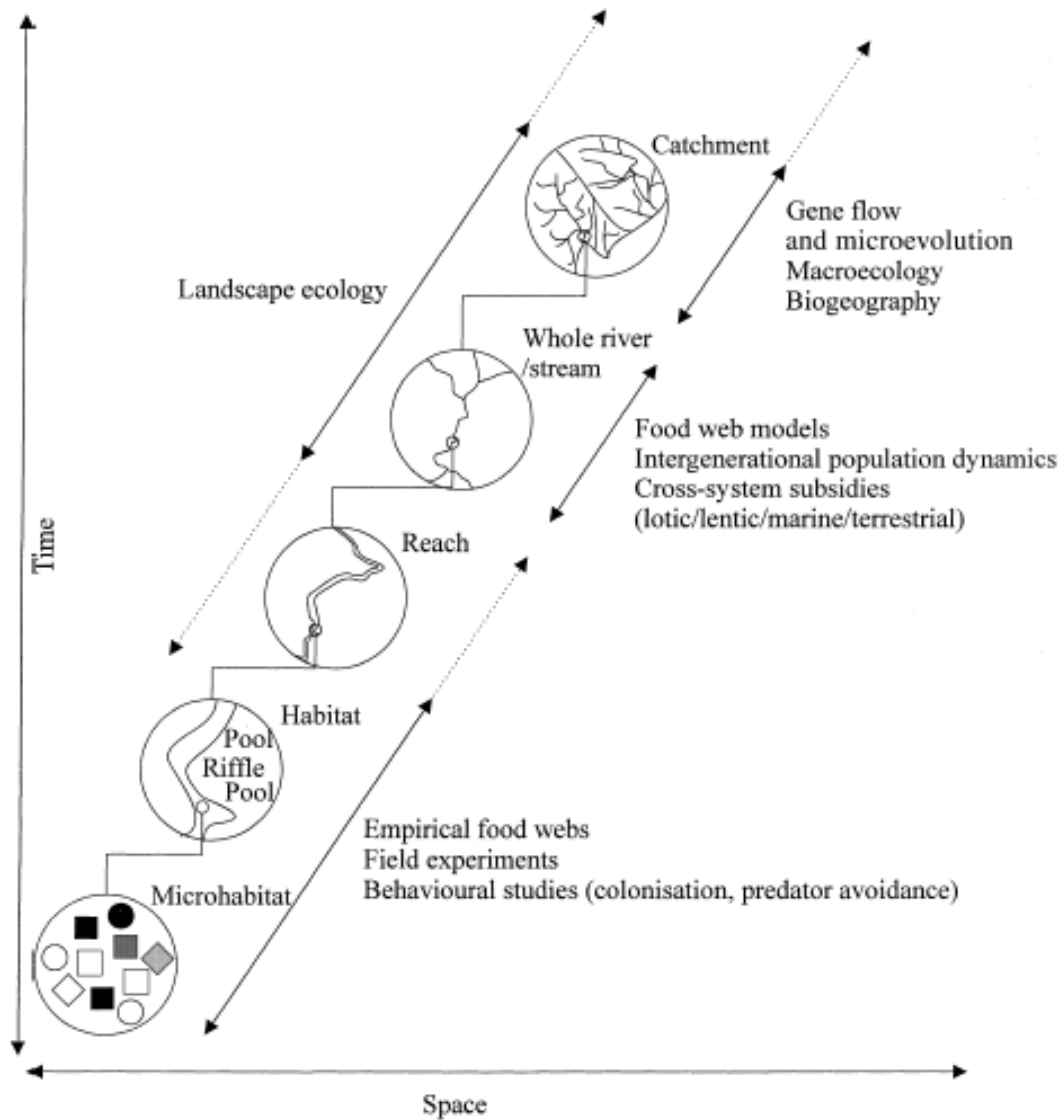 Catchment
Gene flow
and microevolution
Macroecology
Biogeography
Landscape ecology
Whole river
/stream
Food web models
Intergenerational population dynamics
Cross-system subsidies
(lotic/lentic/marine/terrestrial)
Reach
Time
Habitat
Pool
Riffle
Pool
Empirical food webs
Field experiments
Behavioural studies (colonisation, predator avoidance)
Microhabitat
Space